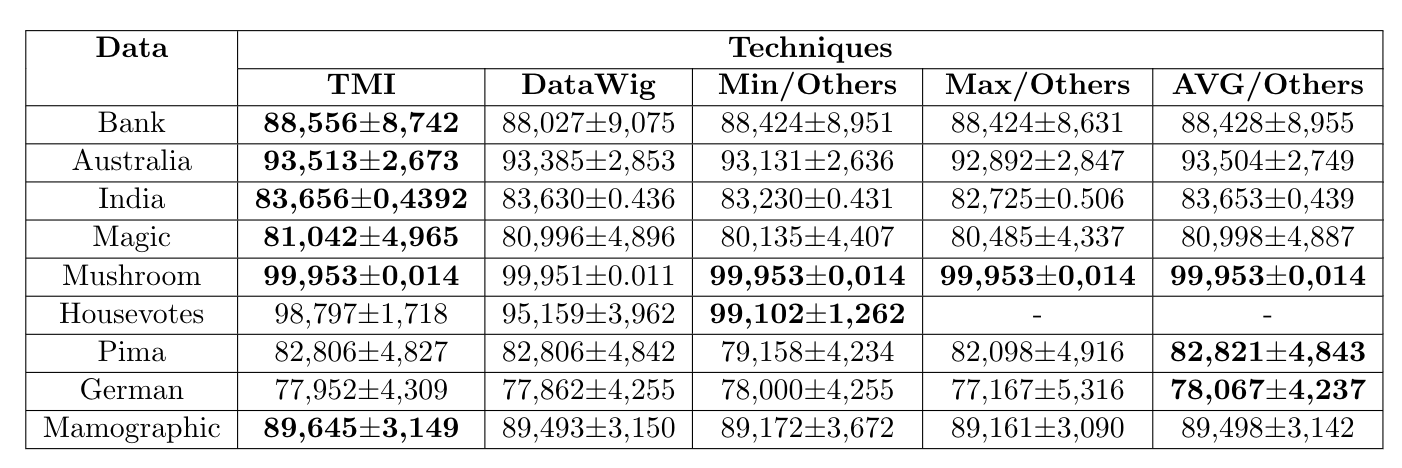 Data Techniques
TMI DataWig Min/Others Max/Others AVG/Others
Bank 88,556±8,742 88,027±9,075 88,424±8,951 88,424±8,631 88,428±8,955
Australia 93,513±2,673 93,385±2,853 93,131±2,636 92,892±2,847 93,504±2,749
India 83,656±0,4392 83,630±0.436 83,230±0.431 82,725±0.506 83,653±0,439
Magic 81,042±4,965 80,996±4,896 80,135±4,407 80,485±4,337 80,998±4,887
Mushroom 99,953±0,014 99,951±0.011 99,953±0,014 99,953±0,014 99,953±0,014
Housevotes 98,797±1,718 95,159±3,962 99,102±1,262 - -
Pima 82,806±4,827 82,806±4,842 79,158±4,234 82,098±4,916 82,821±4,843
German 77,952±4,309 77,862±4,255 78,000±4,255 77,167±5,316 78,067±4,237
Mamographic 89,645±3,149 89,493±3,150 89,172±3,672 89,161±3,090 89,498±3,142